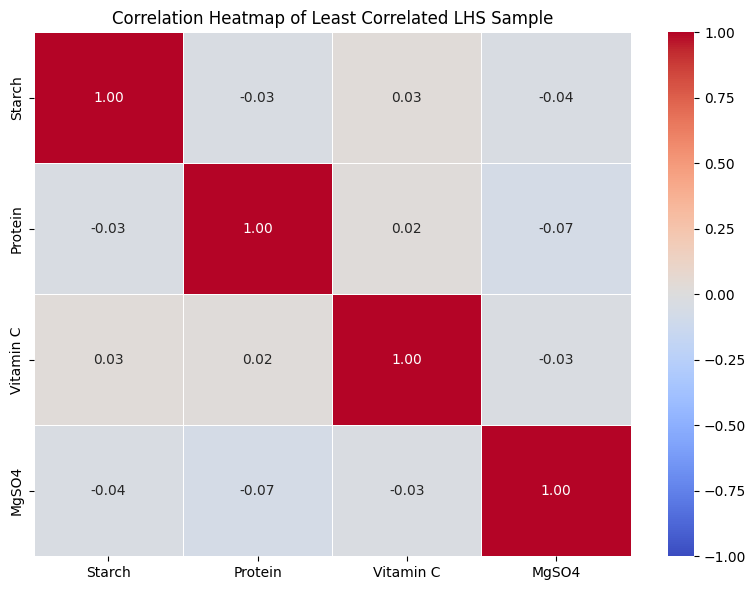 Correlation Heatmap of Least Correlated LHS Sample
Starch
1.00
-0.03
0.03
-0.04
Protein
-0.03
1.00
0.02
-0.07
Vitamin C
0.03
0.02
1.00
-0.03
MgSO4
-0.04
-0.07
-0.03
1.00
Starch
Protein
Vitamin C
MgSO4
1.00
0.75
0.50
0.25
0.00
−0.25
−0.50
−0.75
−1.00